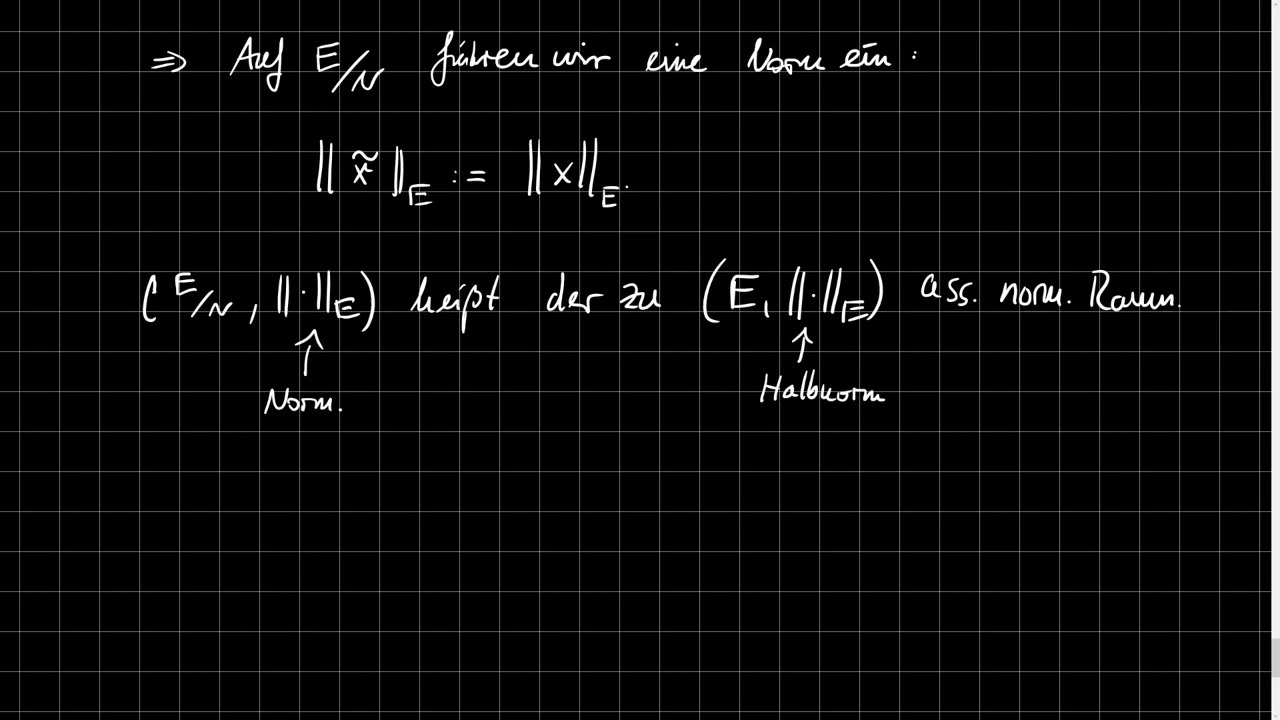 ⇒ Auf E/N führen wir eine Norm ein:
‖x̃‖_E := ‖x‖_E.
(E/N, ‖·‖_E) heißt der zu (E, ‖·‖_E) ass. norm. Raum.
↑ ↑
Norm. Halbnorm